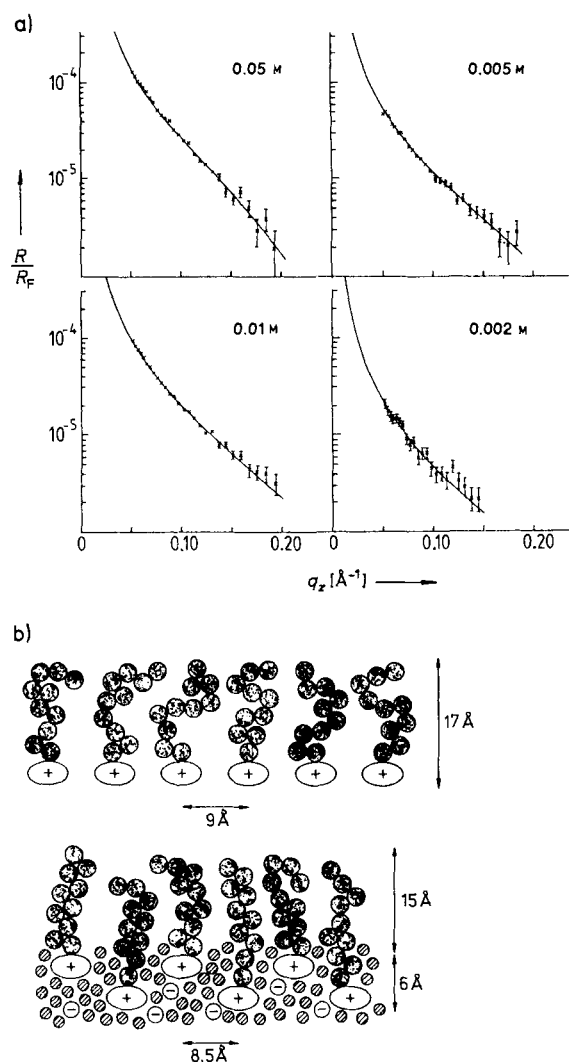 a)
0.05 M
0.005 M
10⁻⁴
10⁻⁵
R
R_F
0.01 M
0.002 M
10⁻⁴
10⁻⁵
0 0.10 0.20 0 0.10 0.20
q_z [Å⁻¹]
b)
+ + + + + +
17 Å
9 Å
15 Å
+ + +
6 Å
+ − + − +
− − −
8.5 Å